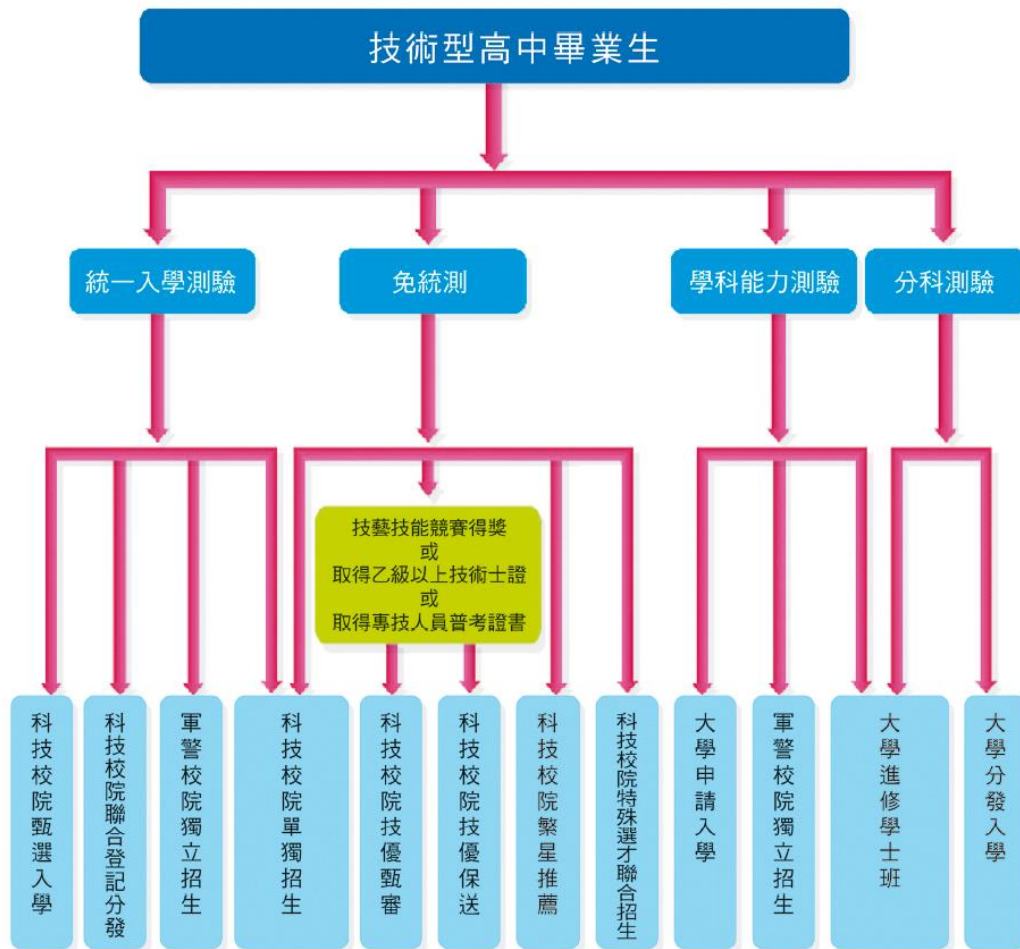 技術型高中畢業生
統一入學測驗
免統測
學科能力測驗
分科測驗
技藝技能競賽得獎
或
取得乙級以上技術士證
或
取得專技人員普考證書
科技校院甄選入學
科技校院聯合登記分發
軍警校院獨立招生
科技校院單獨招生
科技校院技優甄審
科技校院技優保送
科技校院繁星推薦
科技校院特殊選才聯合招生
大學申請入學
軍警校院獨立招生
大學進修學士班
大學分發入學